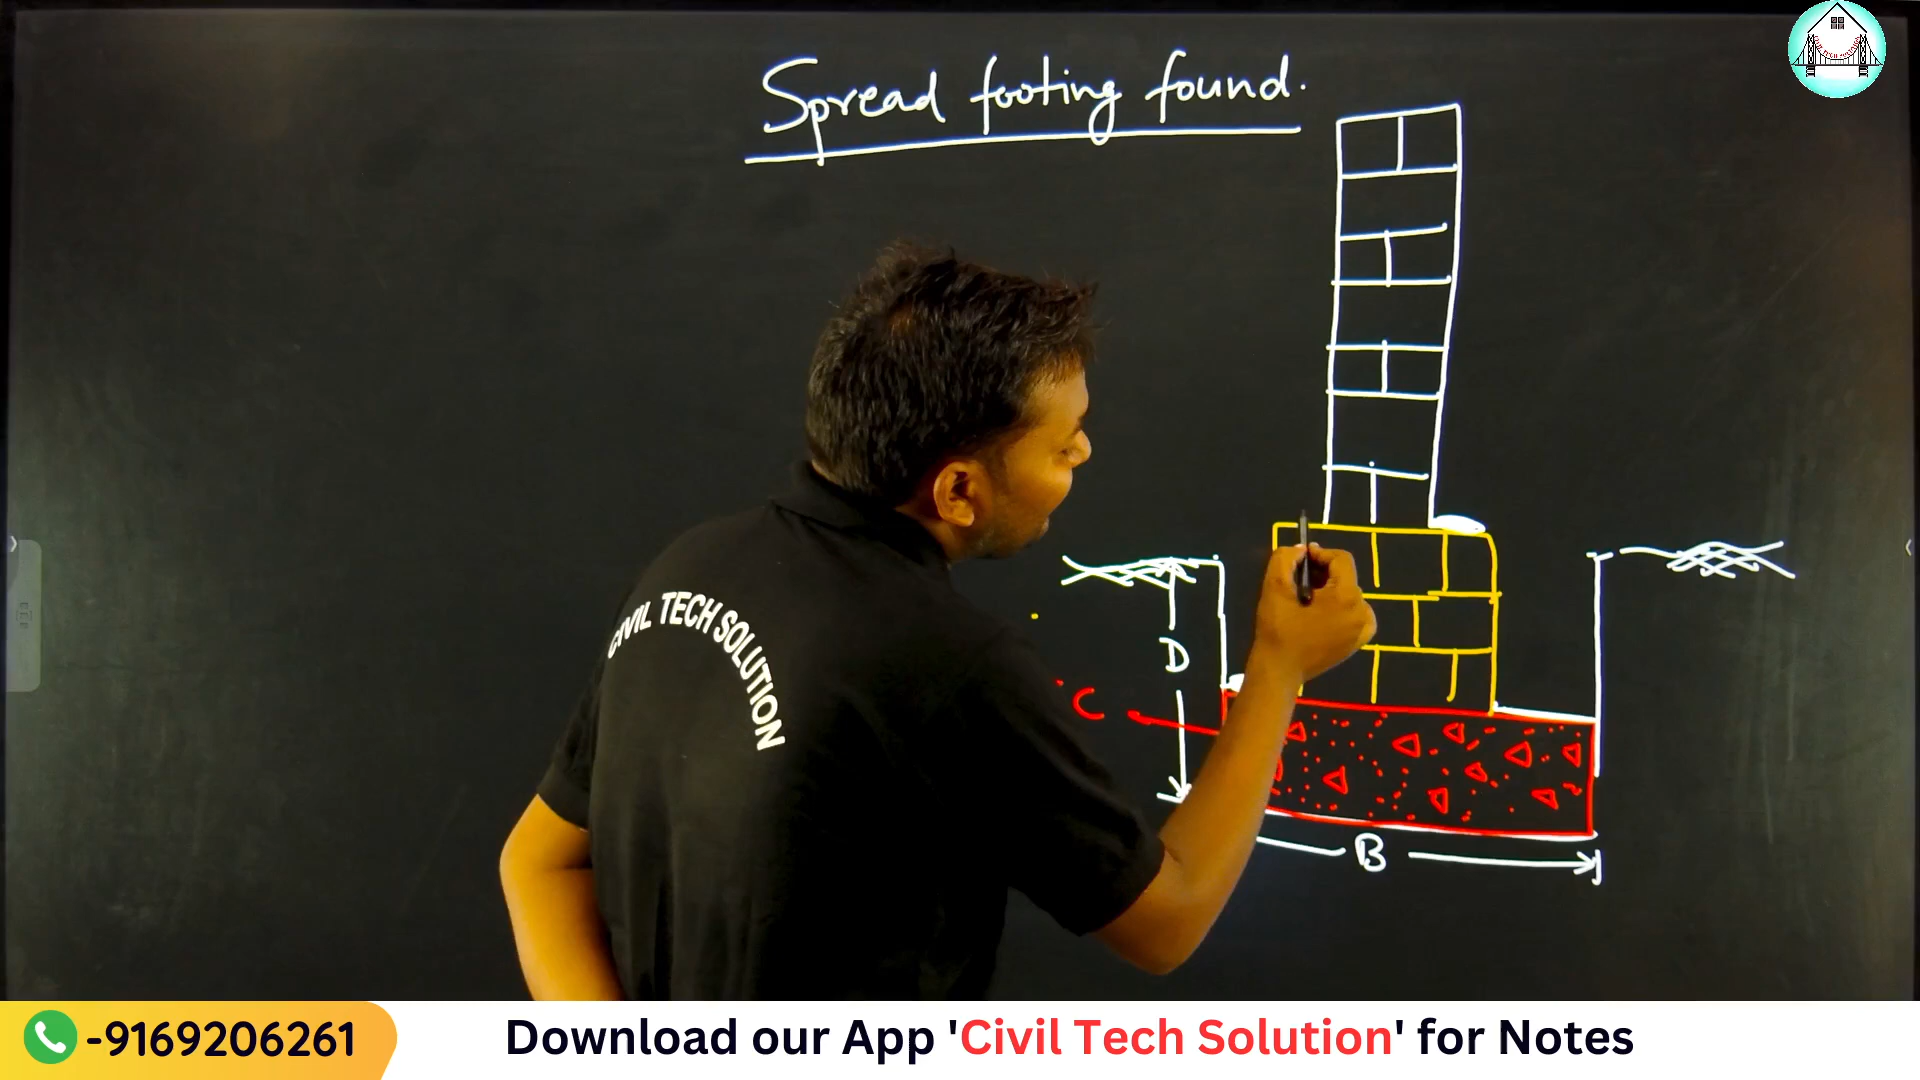 Spread footing found.
CIVIL TECH SOLUTION
D
C
B
-9169206261
Download our App 'Civil Tech Solution' for Notes